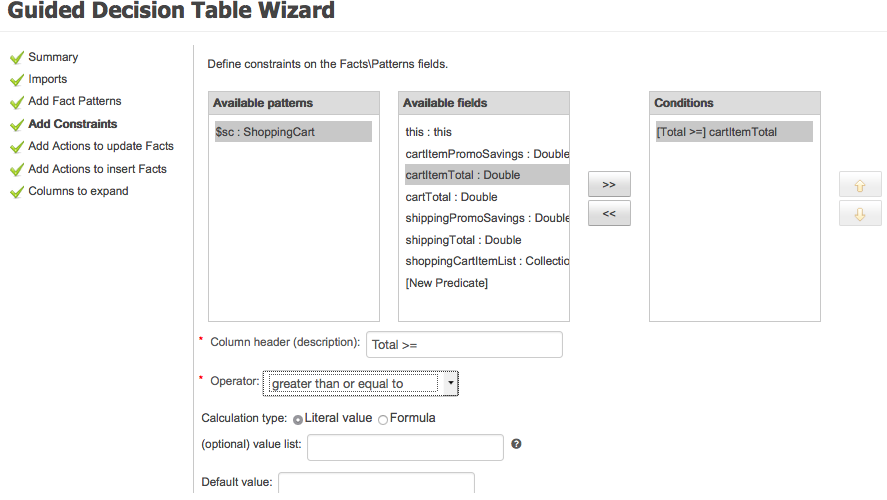 Guided Decision Table Wizard
Summary
Imports
Add Fact Patterns
Add Constraints
Add Actions to update Facts
Add Actions to insert Facts
Columns to expand
Define constraints on the Facts\Patterns fields.
Available patterns
$sc : ShoppingCart
Available fields
this : this
cartItemPromoSavings : Double
cartItemTotal : Double
cartTotal : Double
shippingPromoSavings : Double
shippingTotal : Double
shoppingCartItemList : Collectio
[New Predicate]
>>
<<
Conditions
[Total >=] cartItemTotal
* Column header (description): Total >=
* Operator: greater than or equal to
Calculation type: Literal value Formula
(optional) value list: ?
Default value: